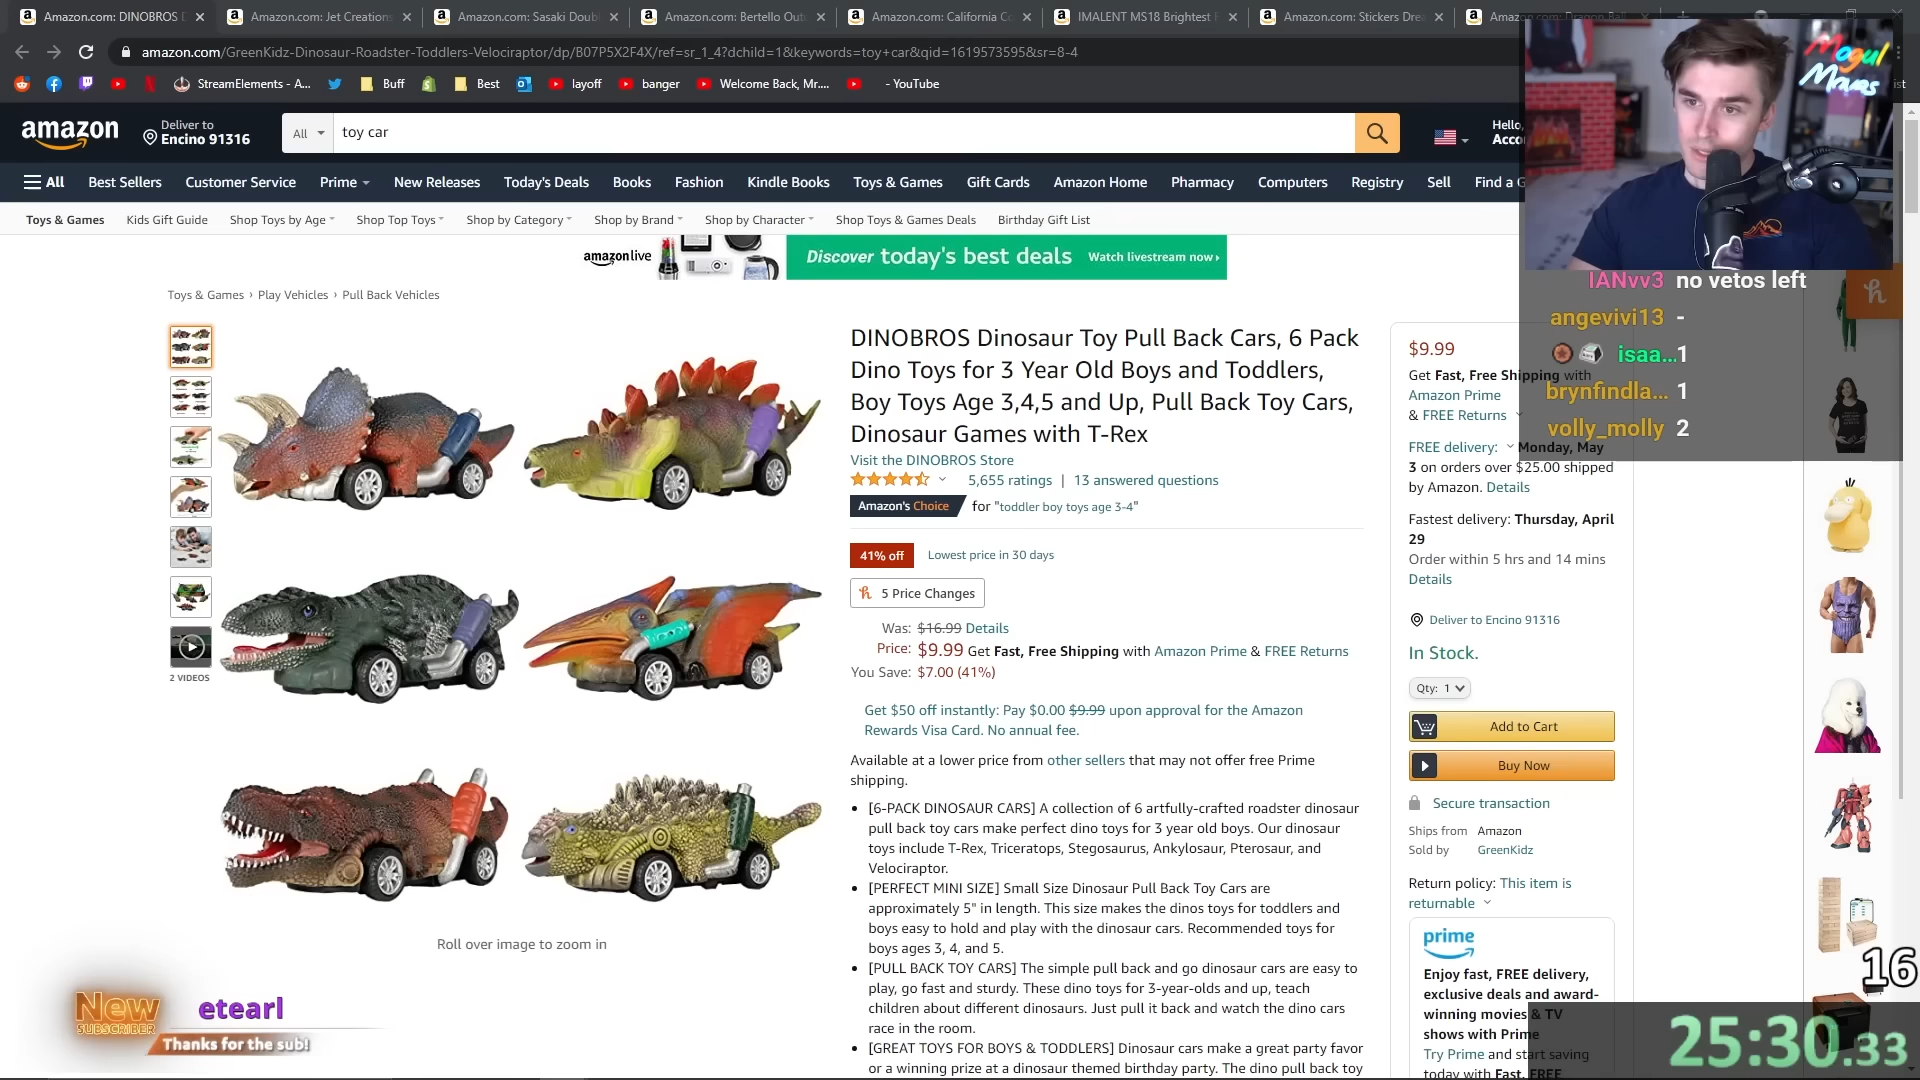 Amazon.com: DINOBROS D
Amazon.com: Jet Creations
Amazon.com: Sasaki Doub
Amazon.com: Bertello Out
Amazon.com: California Co
IMALENT MS18 Brightest F
Amazon.com: Stickers Dre
Amazon.com: Dragon Ball
amazon.com/GreenKidz-Dinosaur-Roadster-Toddlers-Velociraptor/dp/B07P5X2F4X/ref=sr_1_4?dchild=1&keywords=toy+car&qid=1619573595&sr=8-4
StreamElements - A...
Buff
Best
layoff
banger
Welcome Back, Mr....
- YouTube
ist
Mogul Moves
amazon
Deliver to
Encino 91316
All
toy car
Hello,
Acco
All
Best Sellers
Customer Service
Prime
New Releases
Today's Deals
Books
Fashion
Kindle Books
Toys & Games
Gift Cards
Amazon Home
Pharmacy
Computers
Registry
Sell
Find a G
Toys & Games
Kids Gift Guide
Shop Toys by Age
Shop Top Toys
Shop by Category
Shop by Brand
Shop by Character
Shop Toys & Games Deals
Birthday Gift List
amazonlive
Discover today's best deals
Watch livestream now
Toys & Games › Play Vehicles › Pull Back Vehicles
2 VIDEOS
Roll over image to zoom in
DINOBROS Dinosaur Toy Pull Back Cars, 6 Pack
Dino Toys for 3 Year Old Boys and Toddlers,
Boy Toys Age 3,4,5 and Up, Pull Back Toy Cars,
Dinosaur Games with T-Rex
Visit the DINOBROS Store
5,655 ratings | 13 answered questions
Amazon's Choice for "toddler boy toys age 3-4"
41% off Lowest price in 30 days
5 Price Changes
Was: $16.99 Details
Price: $9.99 Get Fast, Free Shipping with Amazon Prime & FREE Returns
You Save: $7.00 (41%)
Get $50 off instantly: Pay $0.00 $9.99 upon approval for the Amazon
Rewards Visa Card. No annual fee.
Available at a lower price from other sellers that may not offer free Prime
shipping.
• [6-PACK DINOSAUR CARS] A collection of 6 artfully-crafted roadster dinosaur
pull back toy cars make perfect dino toys for 3 year old boys. Our dinosaur
toys include T-Rex, Triceratops, Stegosaurus, Ankylosaur, Pterosaur, and
Velociraptor.
• [PERFECT MINI SIZE] Small Size Dinosaur Pull Back Toy Cars are
approximately 5" in length. This size makes the dinos toys for toddlers and
boys easy to hold and play with the dinosaur cars. Recommended toys for
boys ages 3, 4, and 5.
• [PULL BACK TOY CARS] The simple pull back and go dinosaur cars are easy to
play, go fast and sturdy. These dino toys for 3-year-olds and up, teach
children about different dinosaurs. Just pull it back and watch the dino cars
race in the room.
• [GREAT TOYS FOR BOYS & TODDLERS] Dinosaur cars make a great party favor
or a winning prize at a dinosaur themed birthday party. The dino pull back toy
IANvv3 no vetos left
angevivi13 -
isaa... 1
brynfindla... 1
volly_molly 2
$9.99
Get Fast, Free Shipping with
Amazon Prime
& FREE Returns
FREE delivery: Monday, May
3 on orders over $25.00 shipped
by Amazon. Details
Fastest delivery: Thursday, April
29
Order within 5 hrs and 14 mins
Details
Deliver to Encino 91316
In Stock.
Qty: 1
Add to Cart
Buy Now
Secure transaction
Ships from Amazon
Sold by GreenKidz
Return policy: This item is
returnable
prime
Enjoy fast, FREE delivery,
exclusive deals and award-
winning movies & TV
shows with Prime
Try Prime and start saving
today with Fast, FREE
New
SUBSCRIBER
etearl
Thanks for the sub!
16
25:30.33